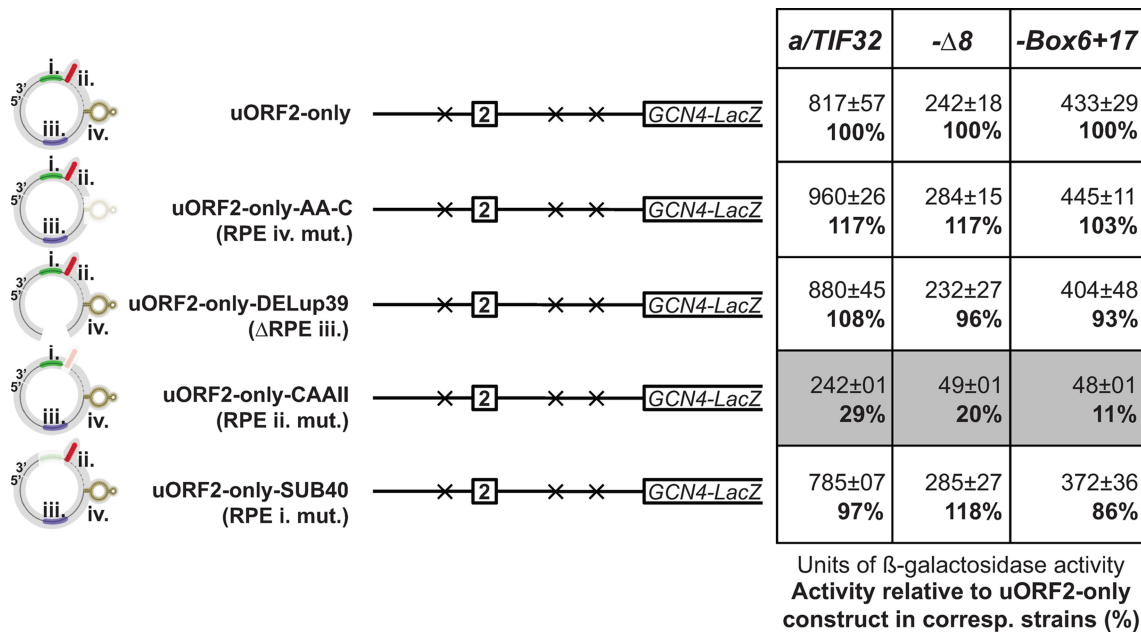 a/TIF32 -Δ8 -Box6+17
i. ii. 3' 5' iii. iv.
uORF2-only
2 GCN4-LacZ
817±57 242±18 433±29
100% 100% 100%
i. ii. 3' 5' iii.
uORF2-only-AA-C
(RPE iv. mut.)
2 GCN4-LacZ
960±26 284±15 445±11
117% 117% 103%
i. ii. 3' 5' iv.
uORF2-only-DELup39
(ΔRPE iii.)
2 GCN4-LacZ
880±45 232±27 404±48
108% 96% 93%
i. 3' 5' iii. iv.
uORF2-only-CAAII
(RPE ii. mut.)
2 GCN4-LacZ
242±01 49±01 48±01
29% 20% 11%
ii. 3' 5' iii. iv.
uORF2-only-SUB40
(RPE i. mut.)
2 GCN4-LacZ
785±07 285±27 372±36
97% 118% 86%
Units of ß-galactosidase activity
Activity relative to uORF2-only
construct in corresp. strains (%)